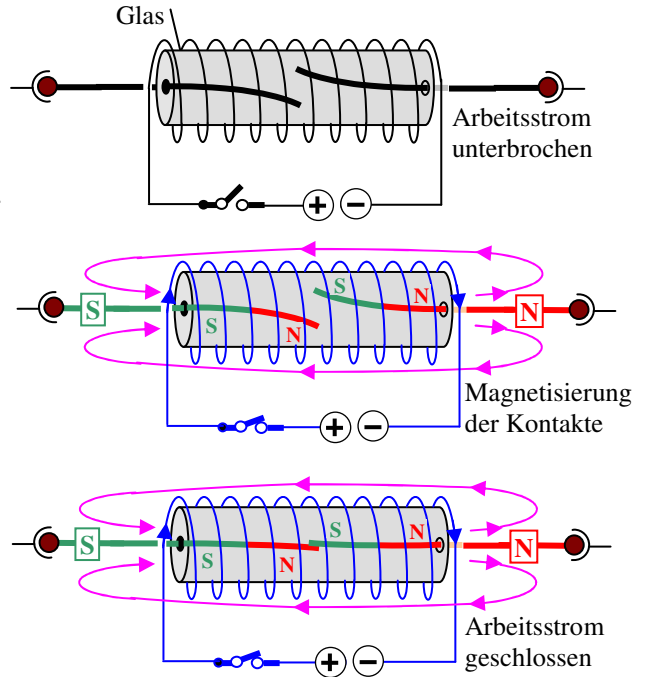 Glas
Arbeitsstrom
unterbrochen
+ −
S
S
N
S
N
N
Magnetisierung
der Kontakte
+ −
S
S
N
S
N
N
Arbeitsstrom
geschlossen
+ −